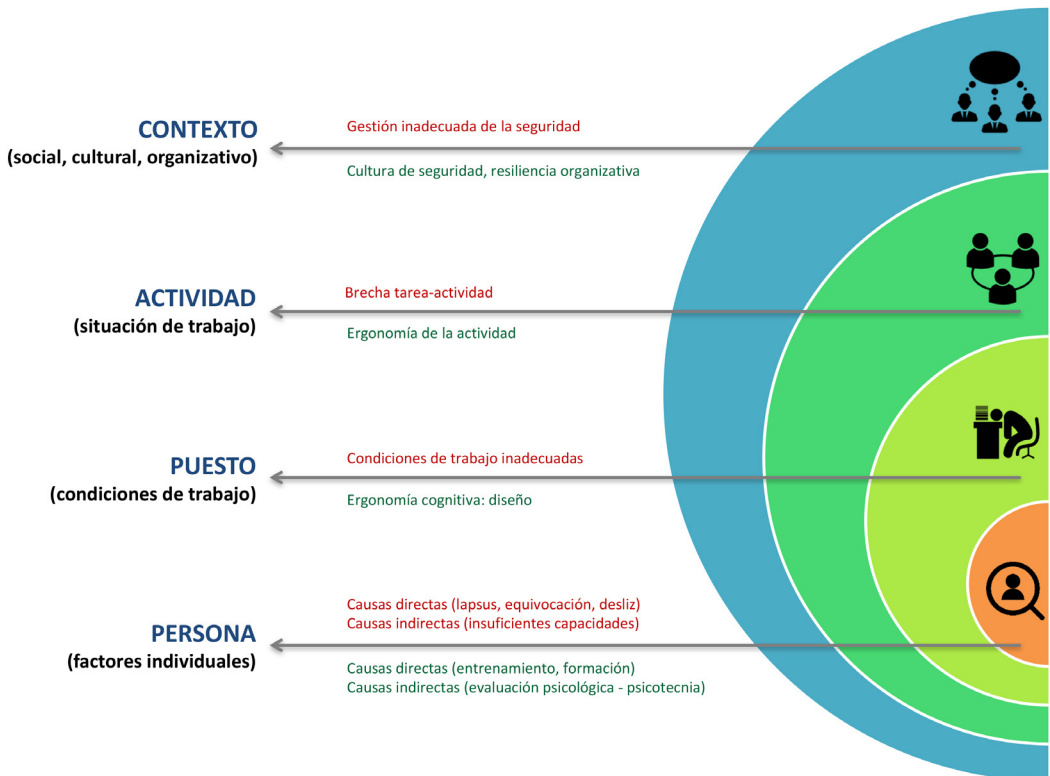 CONTEXTO
(social, cultural, organizativo)
Gestión inadecuada de la seguridad
Cultura de seguridad, resiliencia organizativa
ACTIVIDAD
(situación de trabajo)
Brecha tarea-actividad
Ergonomía de la actividad
PUESTO
(condiciones de trabajo)
Condiciones de trabajo inadecuadas
Ergonomía cognitiva: diseño
PERSONA
(factores individuales)
Causas directas (lapsus, equivocación, desliz)
Causas indirectas (insuficientes capacidades)
Causas directas (entrenamiento, formación)
Causas indirectas (evaluación psicológica - psicotecnia)